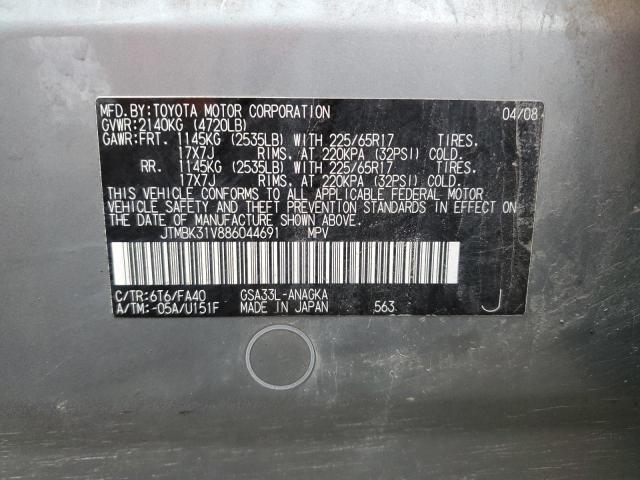 MFD.BY:TOYOTA MOTOR CORPORATION 04/08
GVWR:2140KG (4720LB)
GAWR:FRT. 1145KG (2535LB) WITH 225/65R17 TIRES.
17X7J RIMS. AT 220KPA (32PSI) COLD.
RR. 1145KG (2535LB) WITH 225/65R17 TIRES.
17X7J RIMS. AT 220KPA (32PSI) COLD.
THIS VEHICLE CONFORMS TO ALL APPLICABLE FEDERAL MOTOR
VEHICLE SAFETY AND THEFT PREVENTION STANDARDS IN EFFECT ON
THE DATE OF MANUFACTURE SHOWN ABOVE.
JTMBK31V886044691 MPV
C/TR:6T6/FA40 GSA33L-ANAGKA
A/TM:-05A/U151F MADE IN JAPAN 563 J